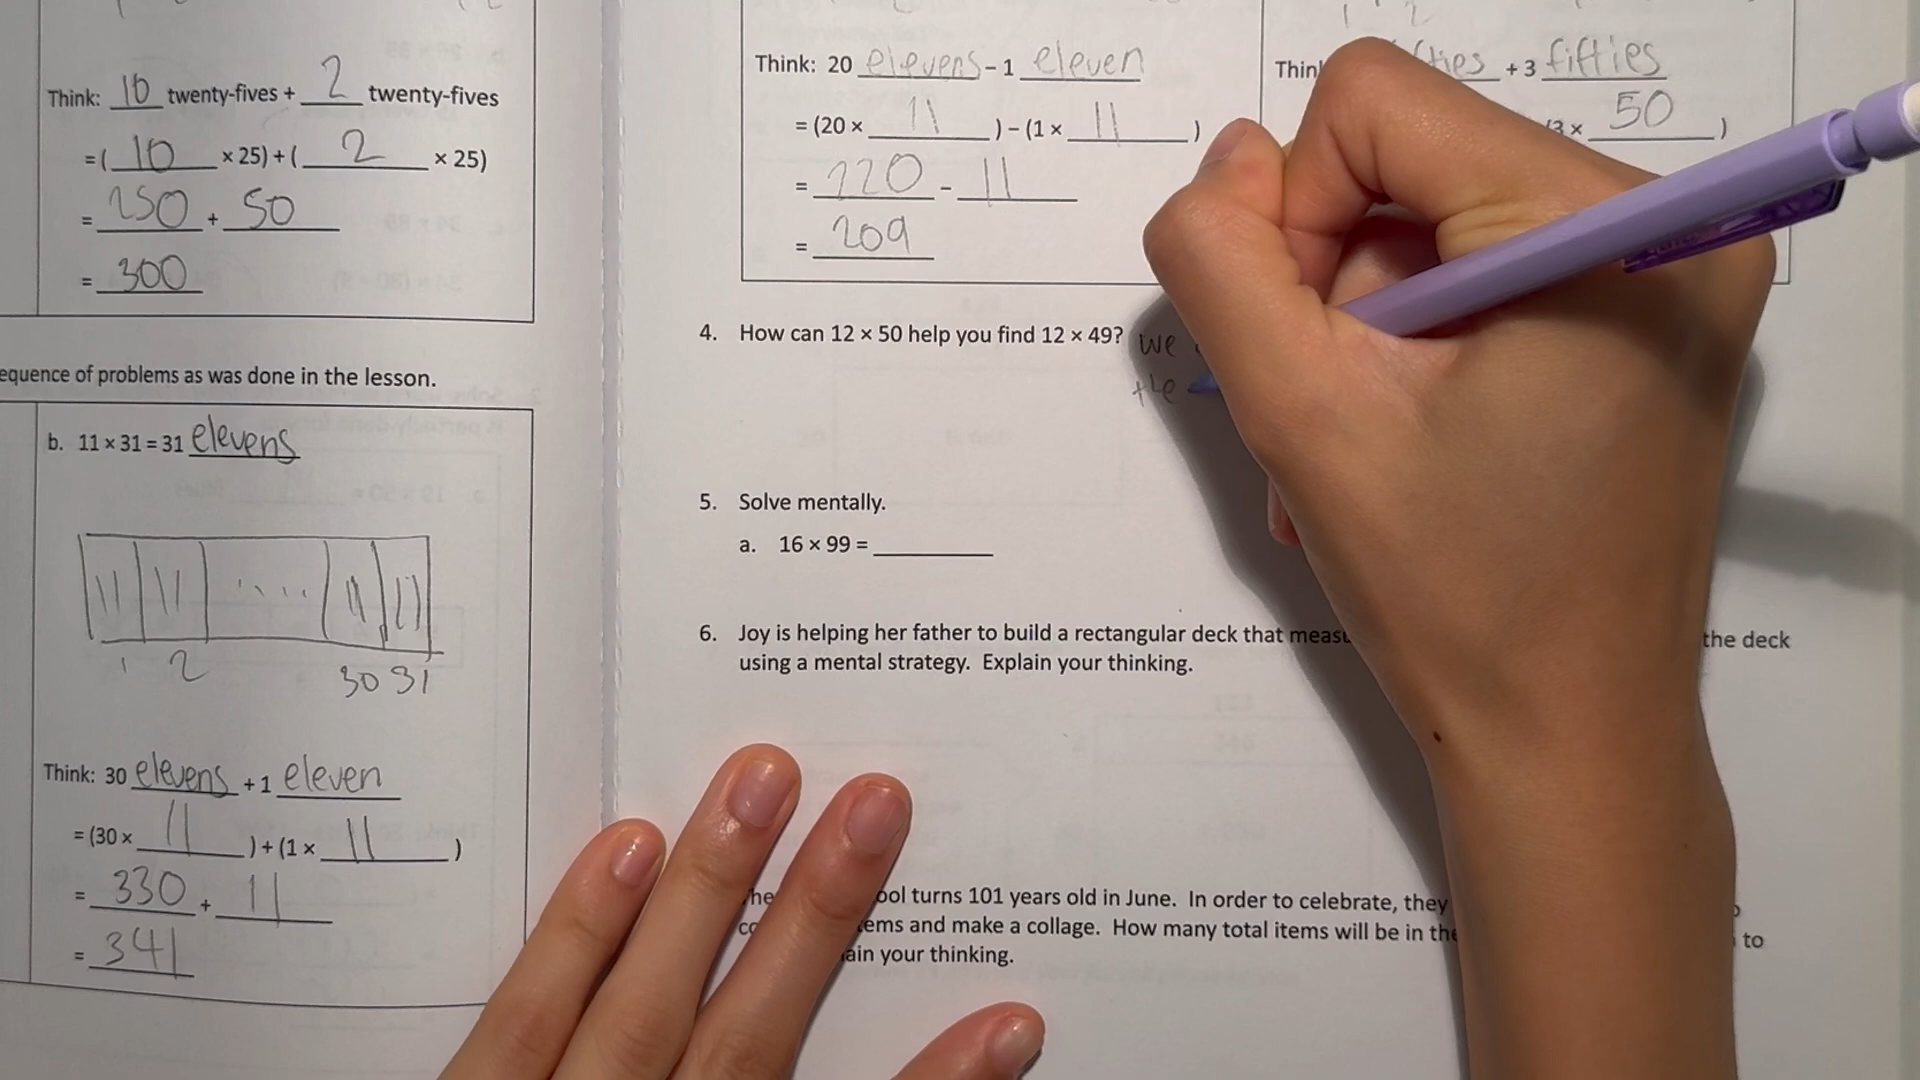 Think: 10 twenty-fives + 2 twenty-fives
= ( 10 × 25) + ( 2 × 25)
= 250 + 50
= 300
equence of problems as was done in the lesson.
b. 11 × 31 = 31 elevens
11 11 .... 11 11
1 2 30 31
Think: 30 elevens + 1 eleven
= (30 × 11 ) + (1 × 11 )
= 330 + 11
= 341
Think: 20 elevens - 1 eleven
= (20 × 11 ) – (1 × 11 )
= 220 - 11
= 209
1 2
Thin + 3 fifties
(3 × 50 )
4. How can 12 × 50 help you find 12 × 49? we
the
5. Solve mentally.
a. 16 × 99 =
6. Joy is helping her father to build a rectangular deck that the deck
using a mental strategy. Explain your thinking.
turns 101 years old in June. In order to celebrate, they
and make a collage. How many total items will be in to
your thinking.